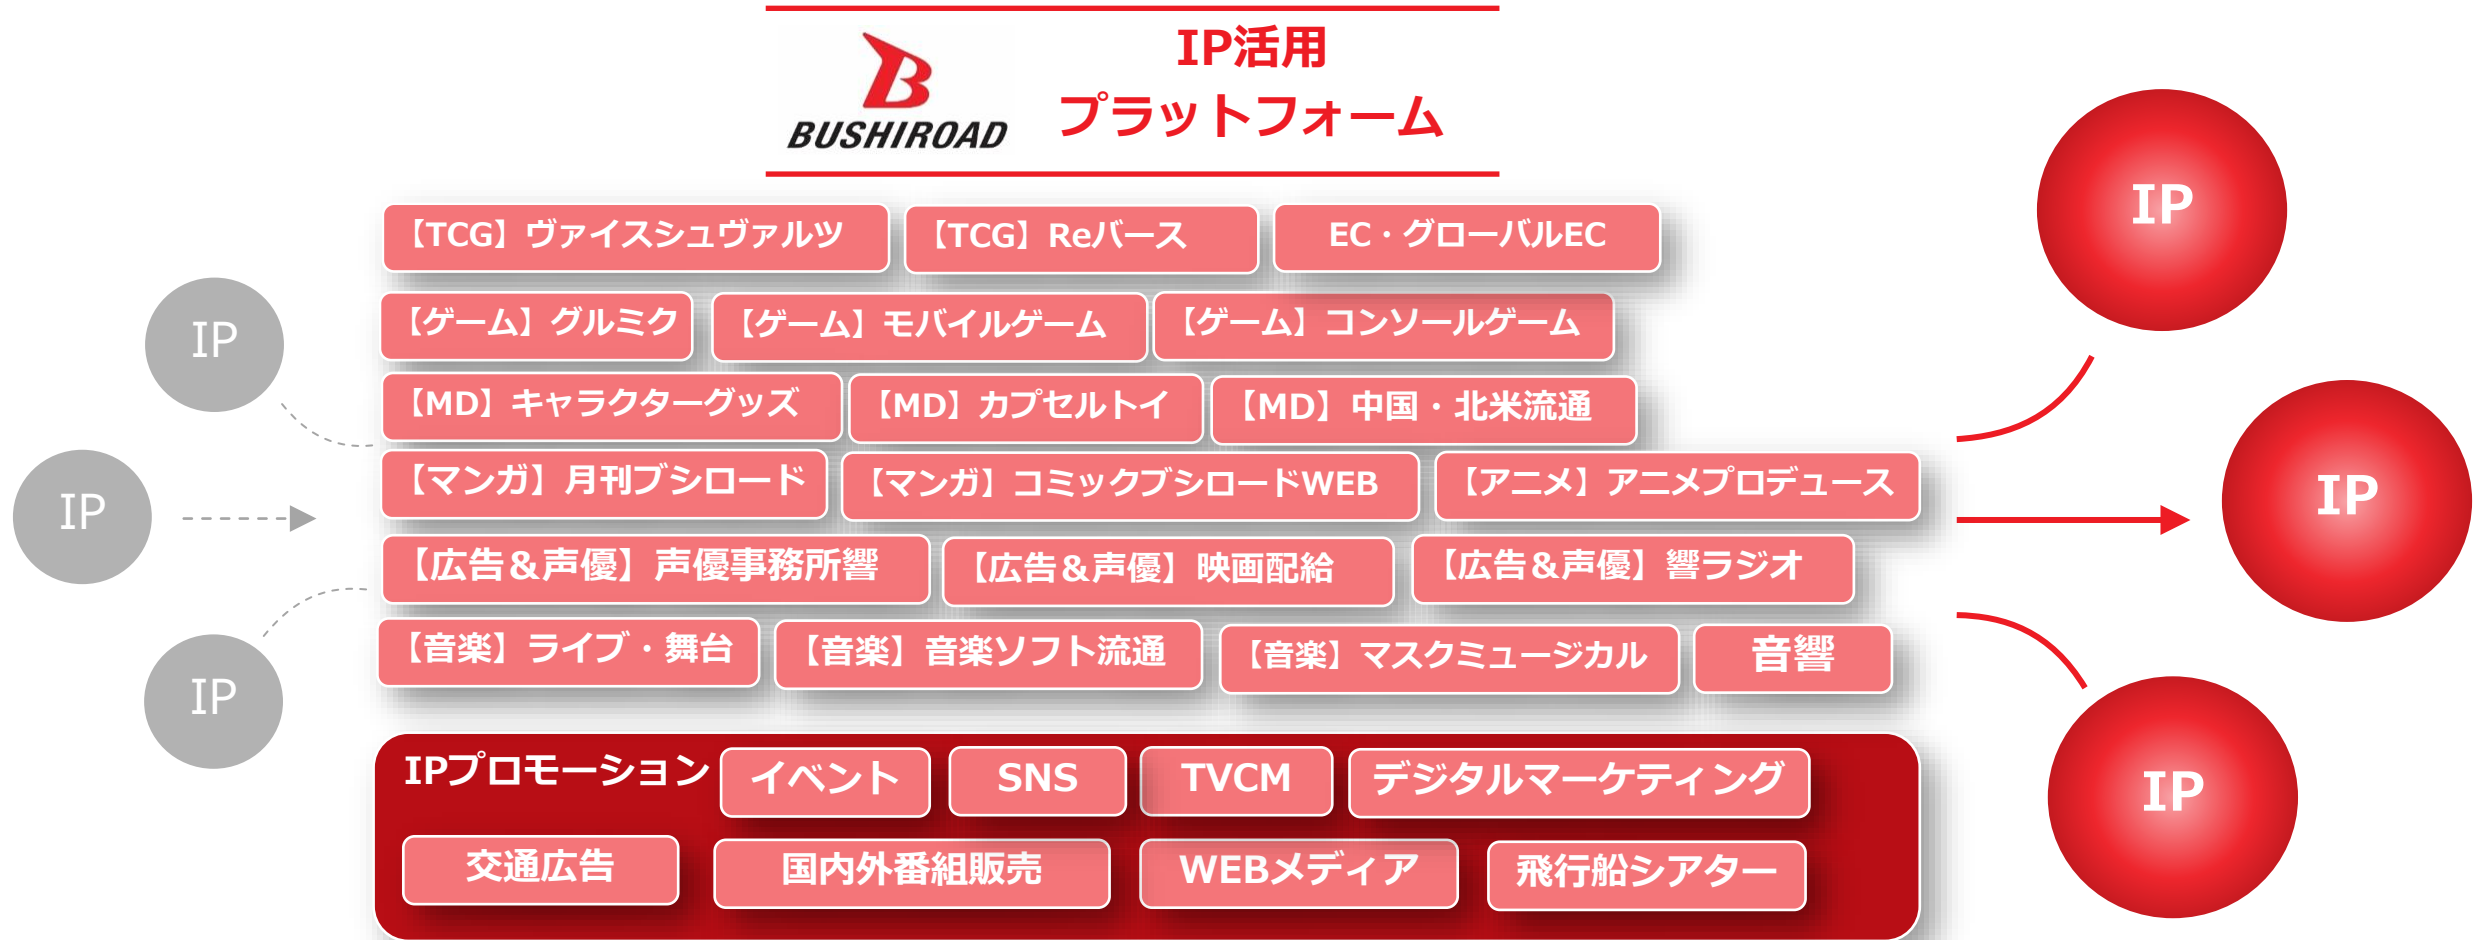 IP活用
プラットフォーム
BUSHIROAD
【TCG】ヴァイスシュヴァルツ
【TCG】Reバース
EC・グローバルEC
【ゲーム】グルミク
【ゲーム】モバイルゲーム
【ゲーム】コンソールゲーム
【MD】キャラクターグッズ
【MD】カプセルトイ
【MD】中国・北米流通
【マンガ】月刊ブシロード
【マンガ】コミックブシロードWEB
【アニメ】アニメプロデュース
【広告＆声優】声優事務所響
【広告＆声優】映画配給
【広告＆声優】響ラジオ
【音楽】ライブ・舞台
【音楽】音楽ソフト流通
【音楽】マスクミュージカル
音響
IPプロモーション
イベント
SNS
TVCM
デジタルマーケティング
交通広告
国内外番組販売
WEBメディア
飛行船シアター
IP
IP
IP
IP
IP
IP